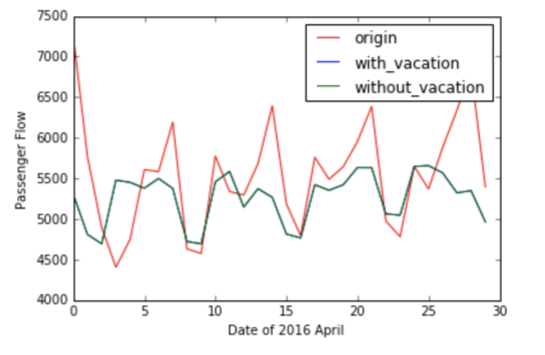 7500
7000
6500
6000
5500
5000
4500
4000
Passenger Flow
origin
with_vacation
without_vacation
0 5 10 15 20 25 30
Date of 2016 April